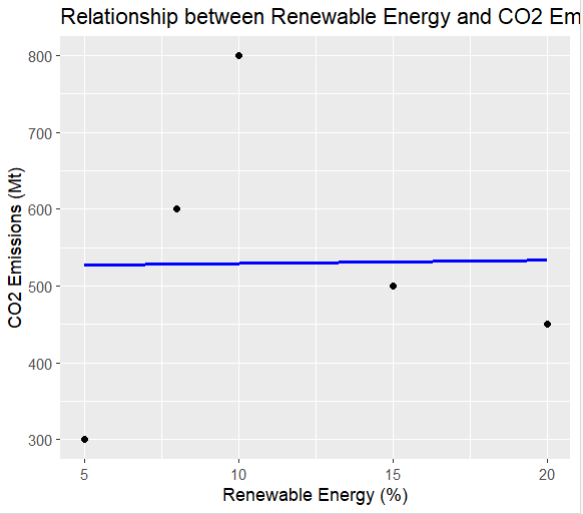 Relationship between Renewable Energy and CO2 Em
800
700
600
500
400
300
CO2 Emissions (Mt)
5 10 15 20
Renewable Energy (%)